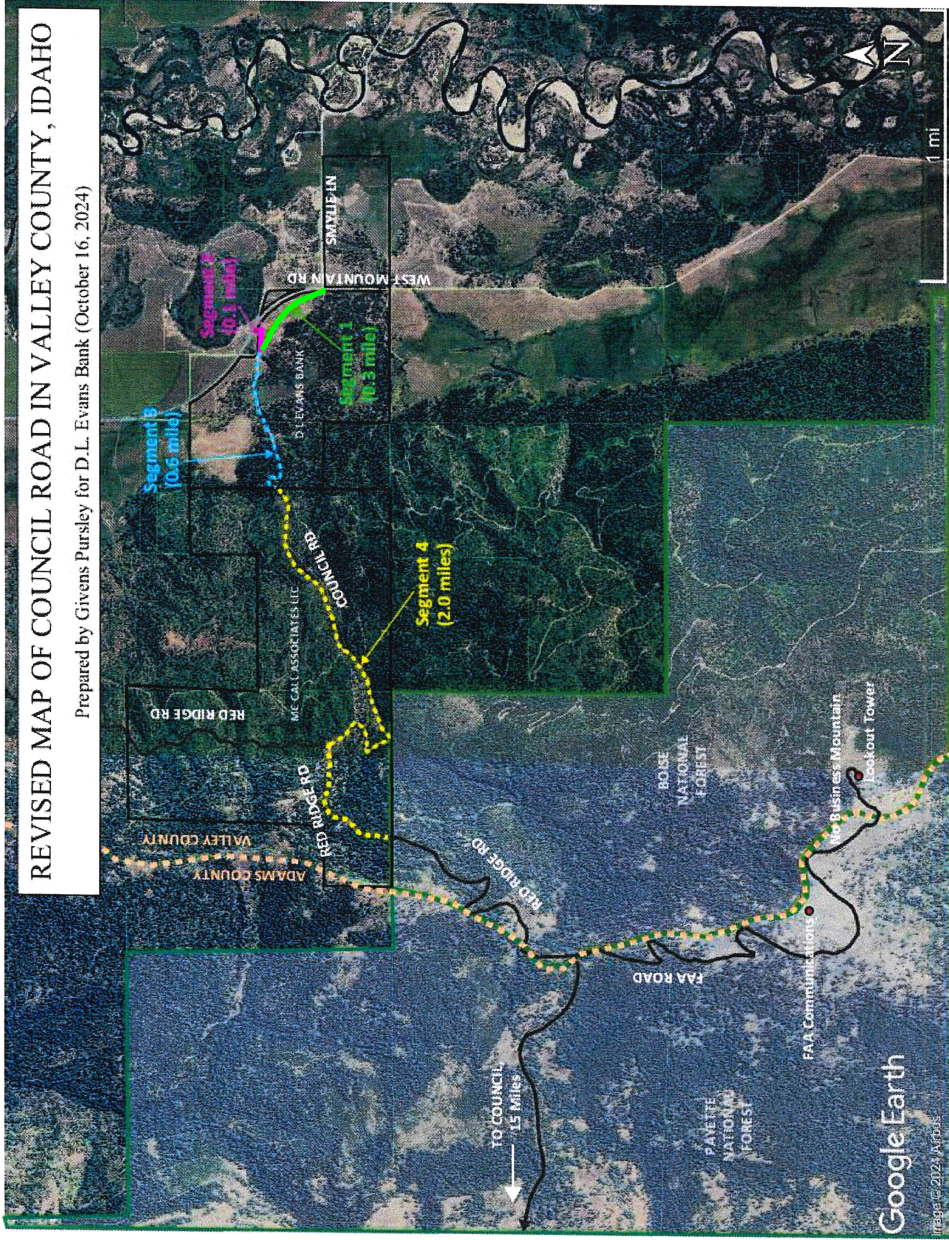 REVISED MAP OF COUNCIL ROAD IN VALLEY COUNTY, IDAHO
Prepared by Givens Pursley for D.L. Evans Bank (October 16, 2024)
ADAMS COUNTY
VALLEY COUNTY
RED RIDGE RD
RED RIDGE RD
MC CALL ASSOCIATES LLC
COUNCIL RD
Segment 3
(0.6 mile)
Segment 2
(0.1 mile)
D L EVANS BANK
Segment 1
(0.3 mile)
WEST MOUNTAIN RD
SMYLIE LN
Segment 4
(2.0 miles)
RED RIDGE RD
TO COUNCIL,
15 Miles
FAA ROAD
BOISE
NATIONAL
FOREST
PAYETTE
NATIONAL
FOREST
FAA Communications
No Business Mountain
Lookout Tower
Google Earth
Image © 2024 Airbus
1 mi
N